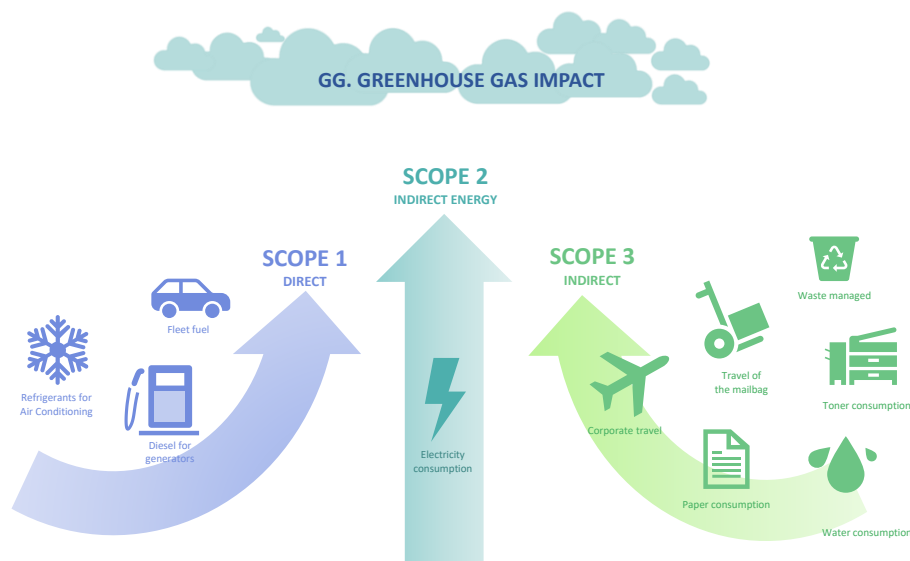 GG. GREENHOUSE GAS IMPACT
SCOPE 2
INDIRECT ENERGY
SCOPE 1
DIRECT
SCOPE 3
INDIRECT
Fleet fuel
Refrigerants for
Air Conditioning
Diesel for
generators
Electricity
consumption
Waste managed
Travel of
the mailbag
Toner consumption
Corporate travel
Paper consumption
Water consumption